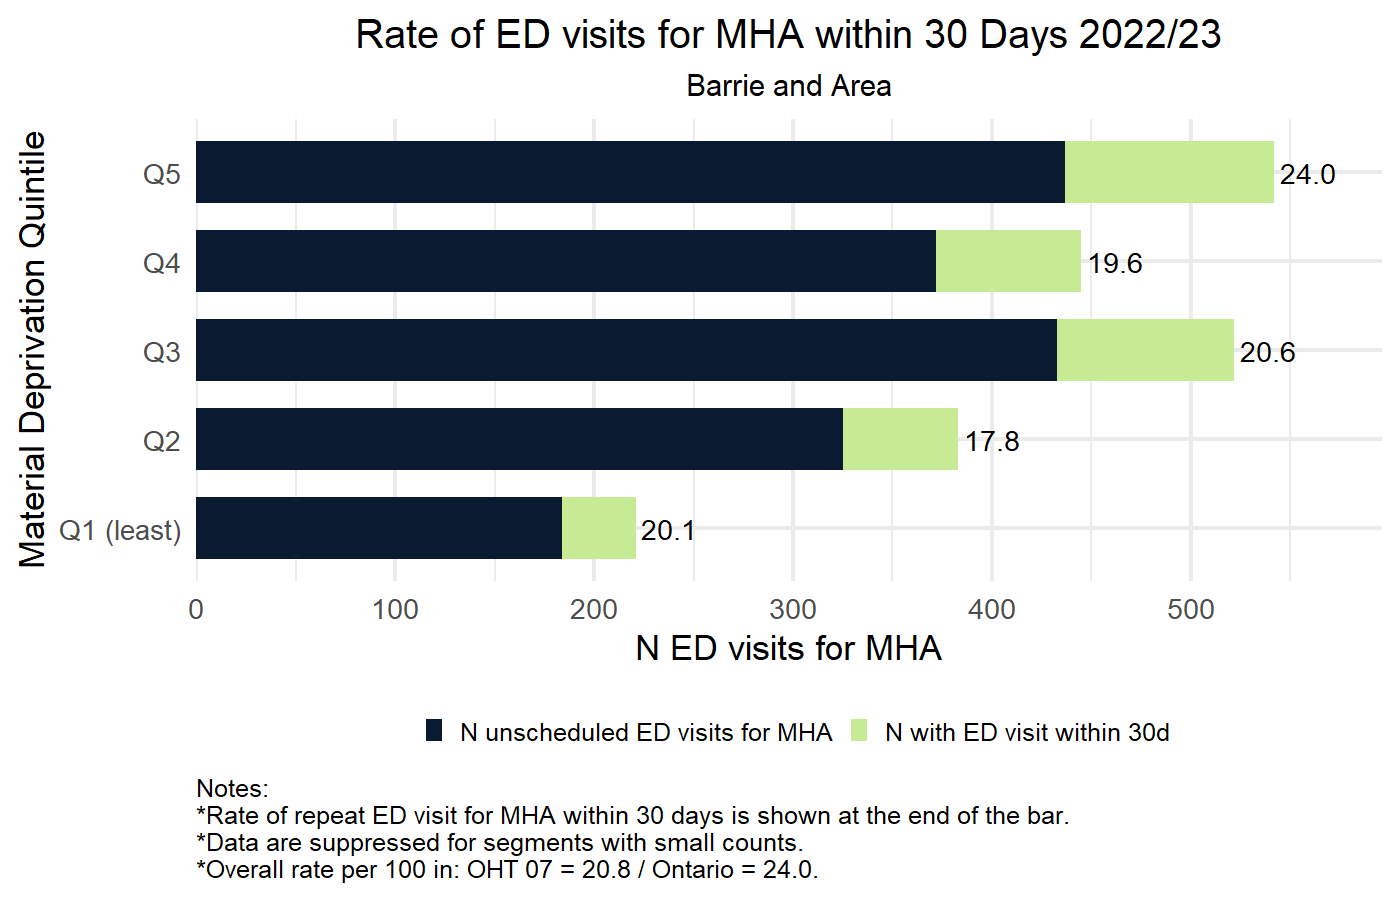 Rate of ED visits for MHA within 30 Days 2022/23
Barrie and Area
Material Deprivation Quintile
Q5
24.0
Q4
19.6
Q3
20.6
Q2
17.8
Q1 (least)
20.1
0 100 200 300 400 500
N ED visits for MHA
N unscheduled ED visits for MHA N with ED visit within 30d
Notes:
*Rate of repeat ED visit for MHA within 30 days is shown at the end of the bar.
*Data are suppressed for segments with small counts.
*Overall rate per 100 in: OHT 07 = 20.8 / Ontario = 24.0.